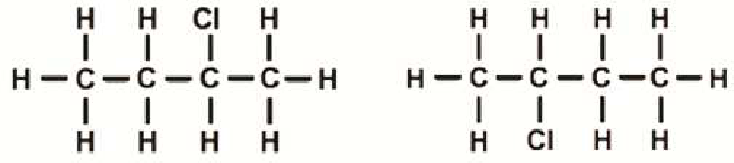 H H Cl H H H H H
H — C — C — C — C — H H — C — C — C — C — H
H H H H H Cl H H